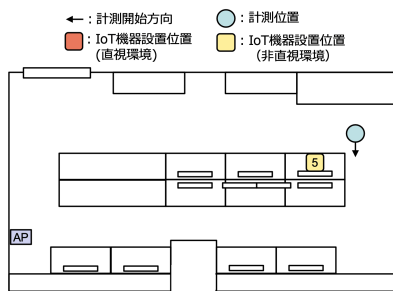 ← : 計測開始方向
: 計測位置
: IoT機器設置位置
(直視環境)
: IoT機器設置位置
（非直視環境）
5
AP